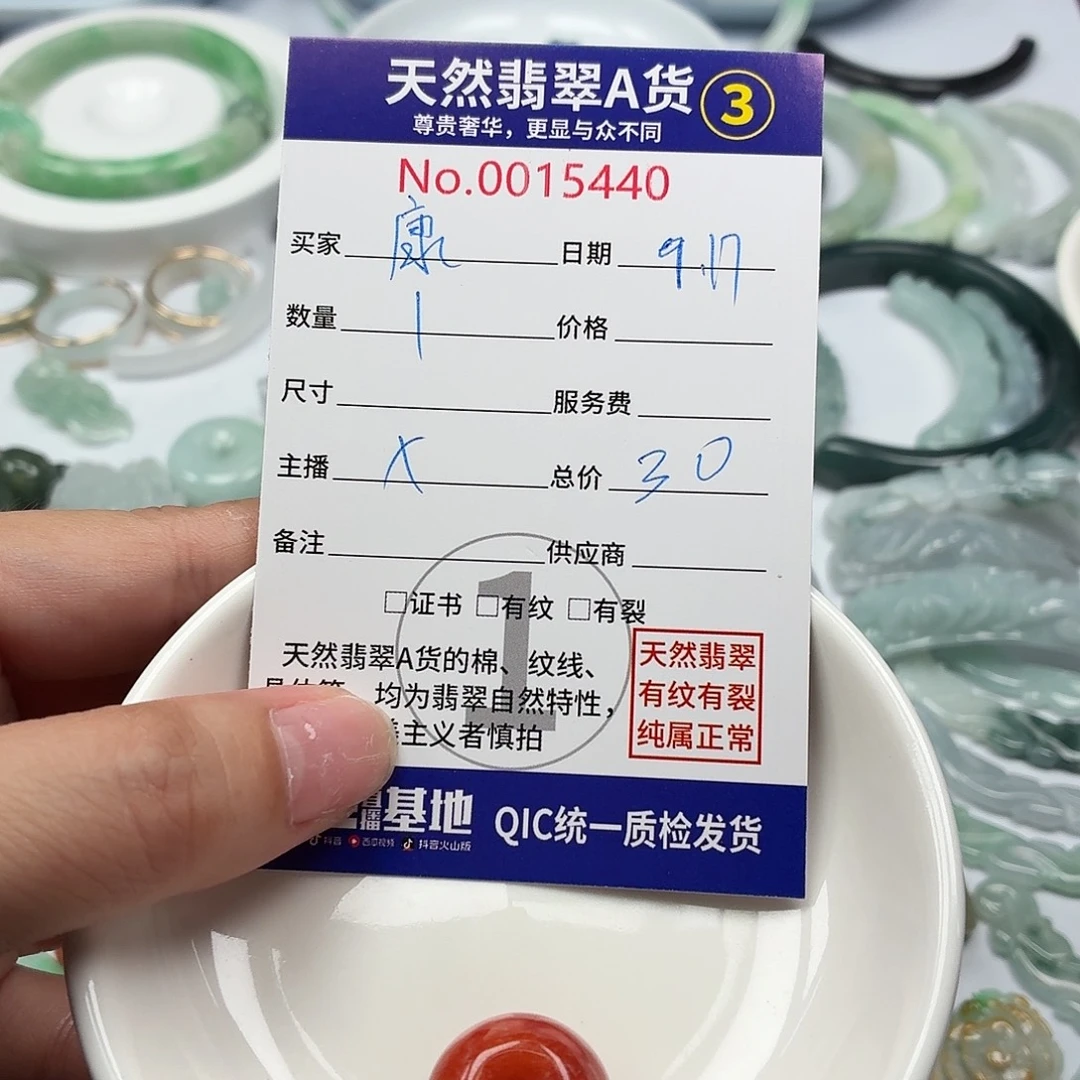 天然翡翠A货 3
尊贵奢华，更显与众不同
No.0015440
买家 康 日期 9.17
数量 1 价格
尺寸 服务费
主播 X 总价 30
备注 供应商
1
□证书 □有纹 □有裂
天然翡翠A货的棉、纹线、
均为翡翠自然特性，
主义者慎拍
天然翡翠
有纹有裂
纯属正常
播基地 QIC统一质检发货
抖音 西瓜视频 抖音火山版